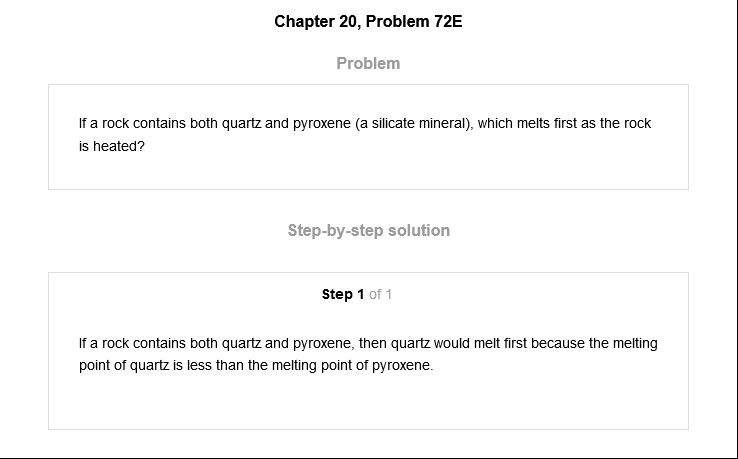 Chapter 20, Problem 72E
Problem
If a rock contains both quartz and pyroxene (a silicate mineral), which melts first as the rock
is heated?
Step-by-step solution
Step 1 of 1
If a rock contains both quartz and pyroxene, then quartz would melt first because the melting
point of quartz is less than the melting point of pyroxene.